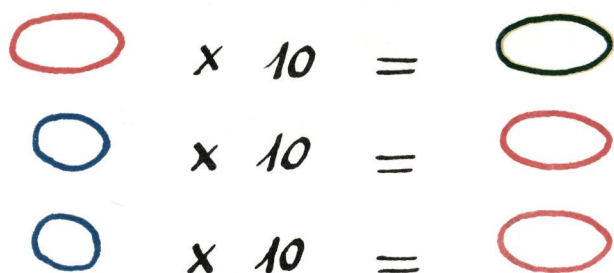 x 10 =
x 10 =
x 10 =